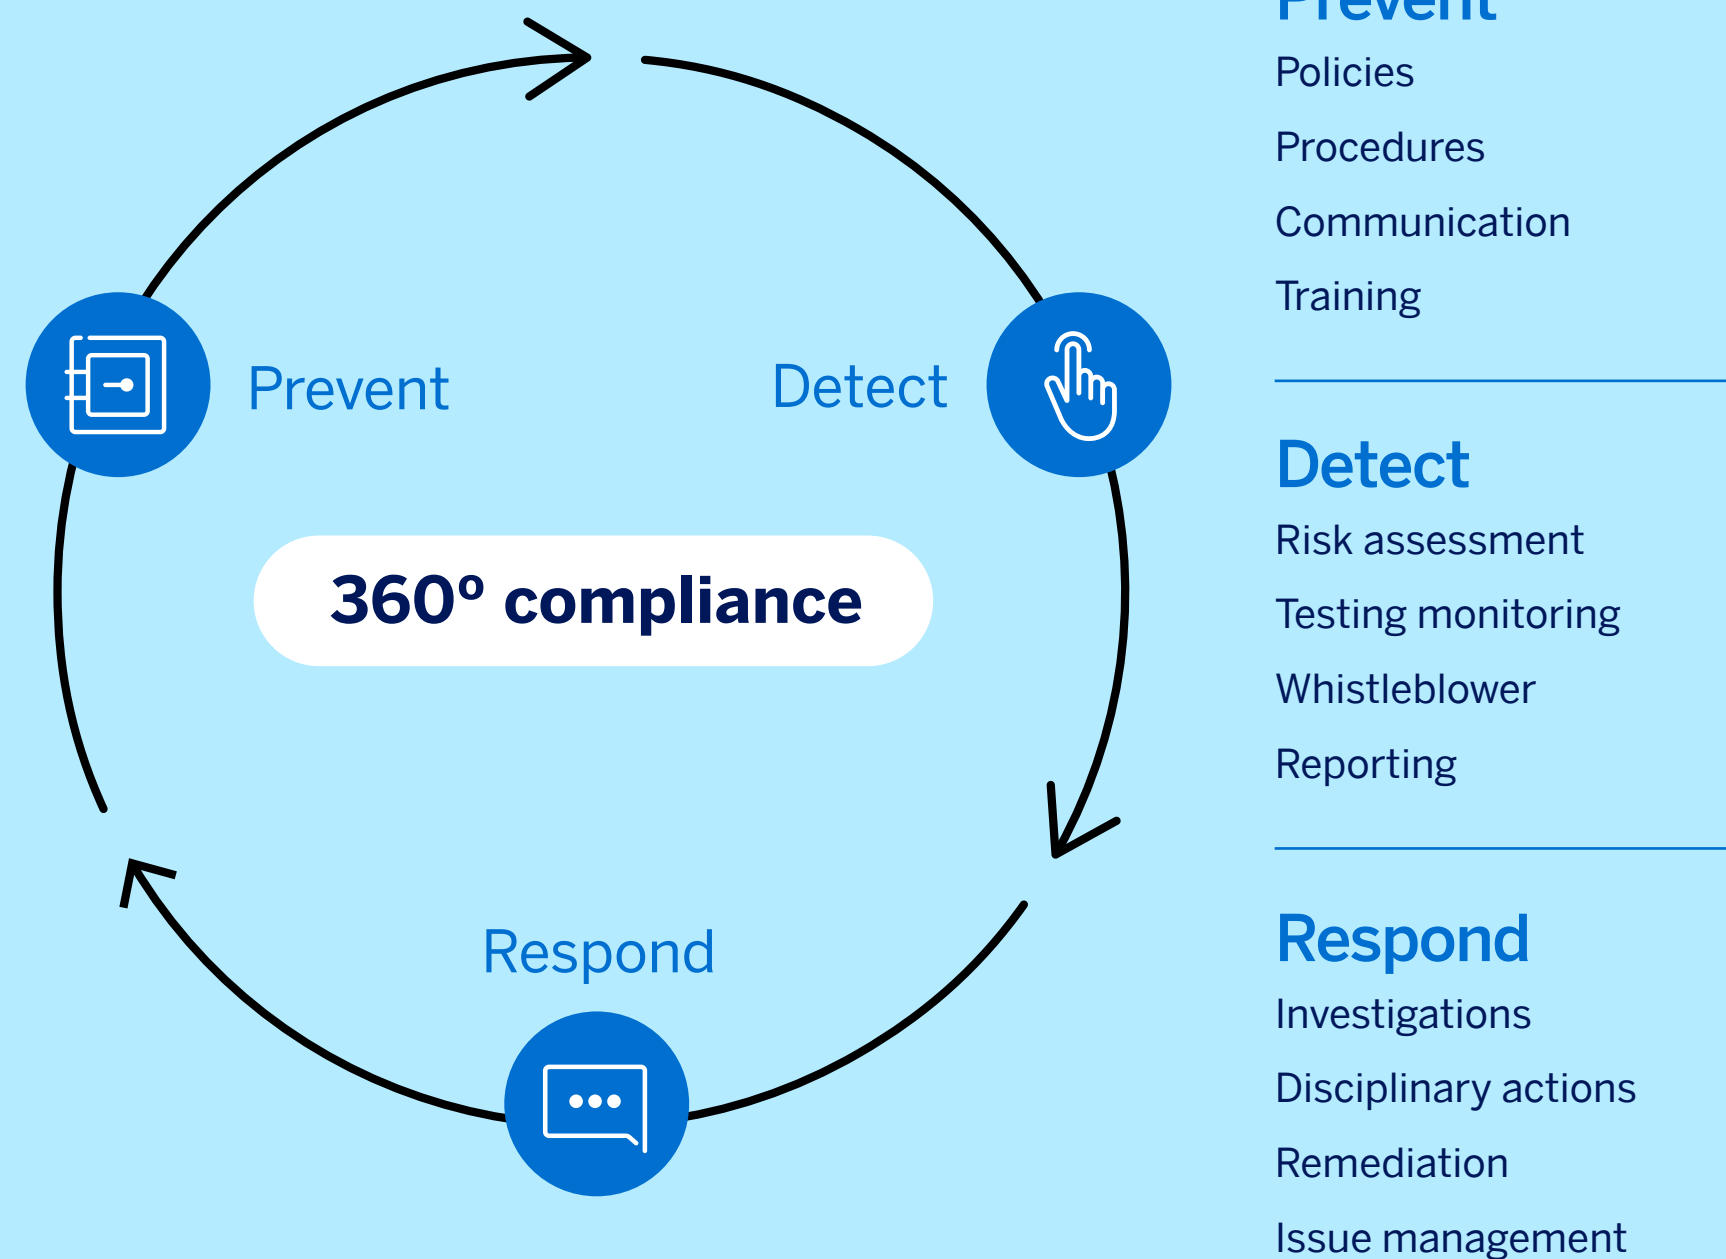 Prevent
Detect
360º compliance
Respond
Prevent
Policies
Procedures
Communication
Training
Detect
Risk assessment
Testing monitoring
Whistleblower
Reporting
Respond
Investigations
Disciplinary actions
Remediation
Issue management